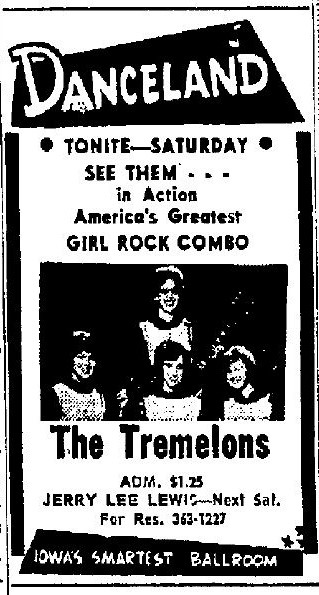 DANCELAND
• TONITE—SATURDAY •
SEE THEM - - -
in Action
America's Greatest
GIRL ROCK COMBO
The Tremelons
ADM. $1.25
JERRY LEE LEWIS—Next Sat.
For Res. 363-1227
IOWA'S SMARTEST BALLROOM